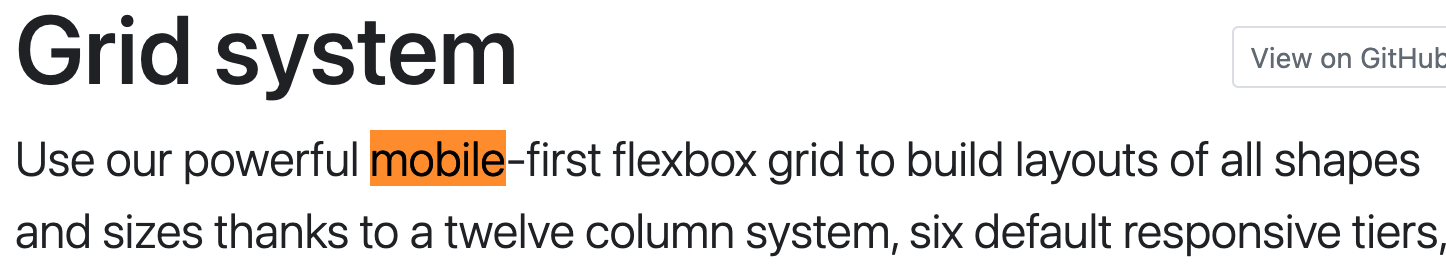 Grid system
View on GitHub
Use our powerful mobile-first flexbox grid to build layouts of all shapes
and sizes thanks to a twelve column system, six default responsive tiers,